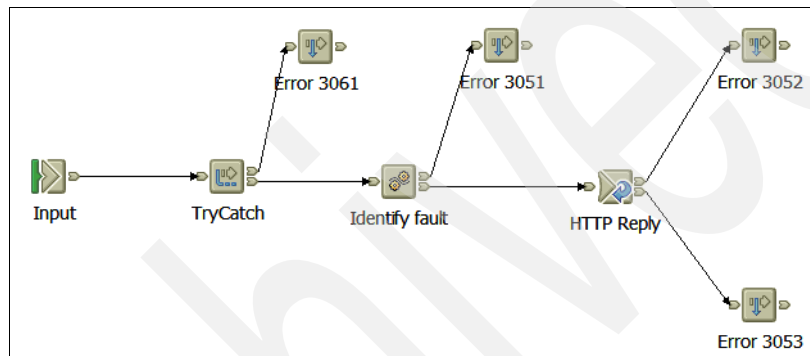 Error 3061
Error 3051
Error 3052
Input
TryCatch
Identify fault
HTTP Reply
Error 3053